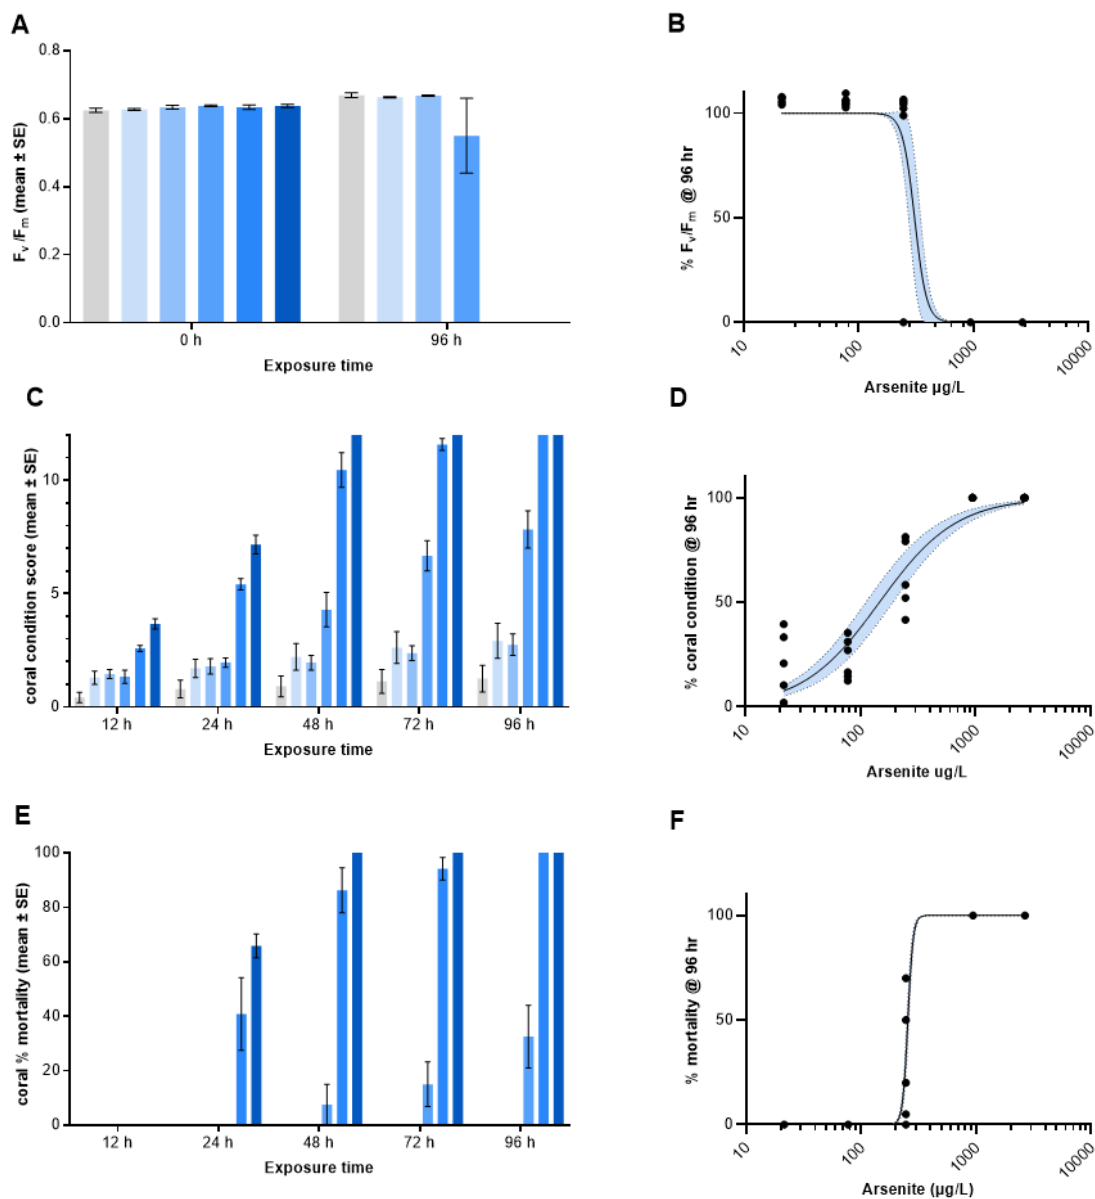 A
0.8
0.6
0.4
0.2
0.0
Fv /Fm (mean ± SE)
0 h 96 h
Exposure time
B
100
50
0
% Fv/Fm @ 96 hr
10 100 1000 10000
Arsenite µg/L
C
10
5
0
coral condition score (mean ± SE)
12 h 24 h 48 h 72 h 96 h
Exposure time
D
100
50
0
% coral condition @ 96 hr
10 100 1000 10000
Arsenite ug/L
E
100
80
60
40
20
0
coral % mortality (mean ± SE)
12 h 24 h 48 h 72 h 96 h
Exposure time
F
100
50
0
% mortality @ 96 hr
10 100 1000 10000
Arsenite (µg/L)